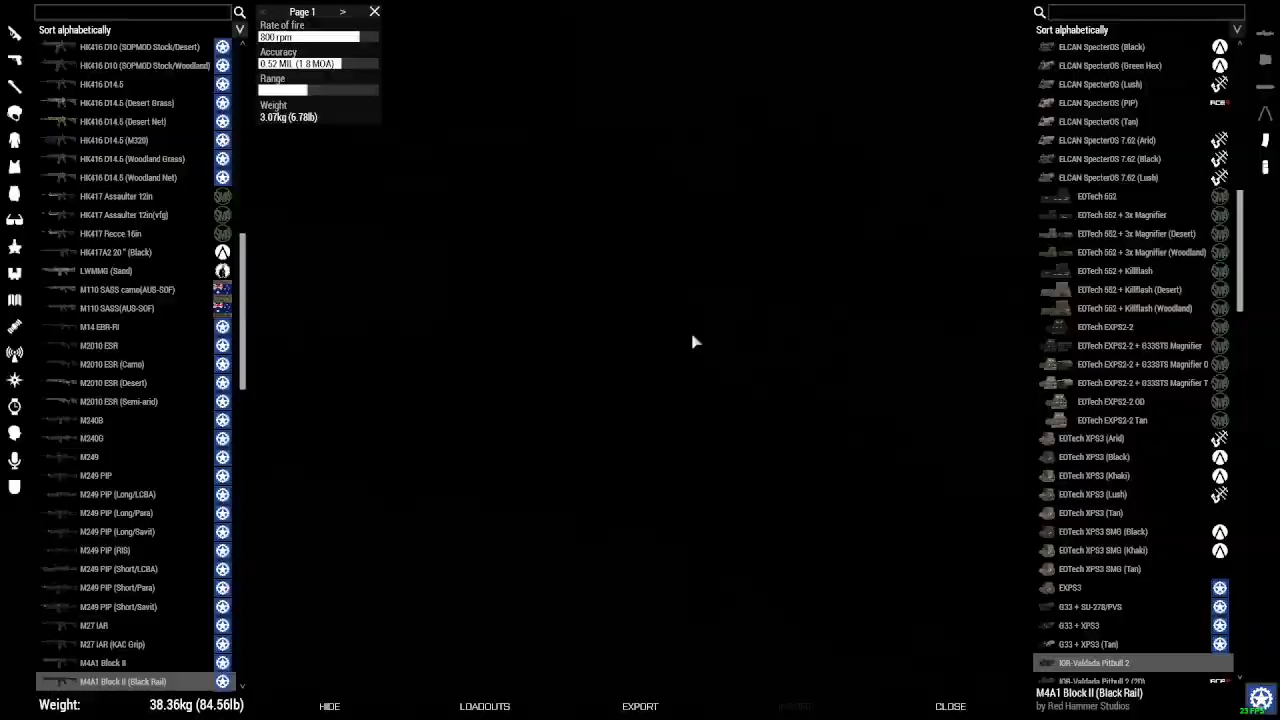 Sort alphabetically
HK416 D10 (SOPMOD Stock/Desert)
HK416 D10 (SOPMOD Stock/Woodland)
HK416 D14.5
HK416 D14.5 (Desert Grass)
HK416 D14.5 (Desert Net)
HK416 D14.5 (M320)
HK416 D14.5 (Woodland Grass)
HK416 D14.5 (Woodland Net)
HK417 Assaulter 12in
HK417 Assaulter 12in(vfg)
HK417 Recce 16in
HK417A2 20" (Black)
LWMMG (Sand)
M110 SASS camo(AUS-SOF)
M110 SASS(AUS-SOF)
M14 EBR-RI
M2010 ESR
M2010 ESR (Camo)
M2010 ESR (Desert)
M2010 ESR (Semi-arid)
M240B
M240G
M249
M249 PIP
M249 PIP (Long/LCBA)
M249 PIP (Long/Para)
M249 PIP (Long/Savit)
M249 PIP (RIS)
M249 PIP (Short/LCBA)
M249 PIP (Short/Para)
M249 PIP (Short/Savit)
M27 IAR
M27 IAR (KAC Grip)
M4A1 Block II
M4A1 Block II (Black Rail)
Weight: 38.36kg (84.56lb)
< Page 1 >
Rate of fire
800 rpm
Accuracy
0.52 MIL (1.8 MOA)
Range
Weight
3.07kg (6.78lb)
HIDE
LOADOUTS
EXPORT
IMPORT
CLOSE
Sort alphabetically
ELCAN SpecterOS (Black)
ELCAN SpecterOS (Green Hex)
ELCAN SpecterOS (Lush)
ELCAN SpecterOS (PIP)
ELCAN SpecterOS (Tan)
ELCAN SpecterOS 7.62 (Arid)
ELCAN SpecterOS 7.62 (Black)
ELCAN SpecterOS 7.62 (Lush)
EOTech 552
EOTech 552 + 3x Magnifier
EOTech 552 + 3x Magnifier (Desert)
EOTech 552 + 3x Magnifier (Woodland)
EOTech 552 + Killflash
EOTech 552 + Killflash (Desert)
EOTech 552 + Killflash (Woodland)
EOTech EXPS2-2
EOTech EXPS2-2 + G33STS Magnifier
EOTech EXPS2-2 + G33STS Magnifier O
EOTech EXPS2-2 + G33STS Magnifier T
EOTech EXPS2-2 OD
EOTech EXPS2-2 Tan
EOTech XPS3 (Arid)
EOTech XPS3 (Black)
EOTech XPS3 (Khaki)
EOTech XPS3 (Lush)
EOTech XPS3 (Tan)
EOTech XPS3 SMG (Black)
EOTech XPS3 SMG (Khaki)
EOTech XPS3 SMG (Tan)
EXPS3
G33 + SU-278/PVS
G33 + XPS3
G33 + XPS3 (Tan)
IOR-Valdada Pitbull 2
IOR-Valdada Pitbull 2 (2D)
M4A1 Block II (Black Rail)
by Red Hammer Studios
23 FPS